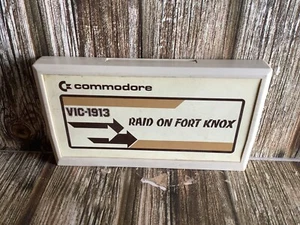 commodore
VIC-1913
RAID ON FORT KNOX